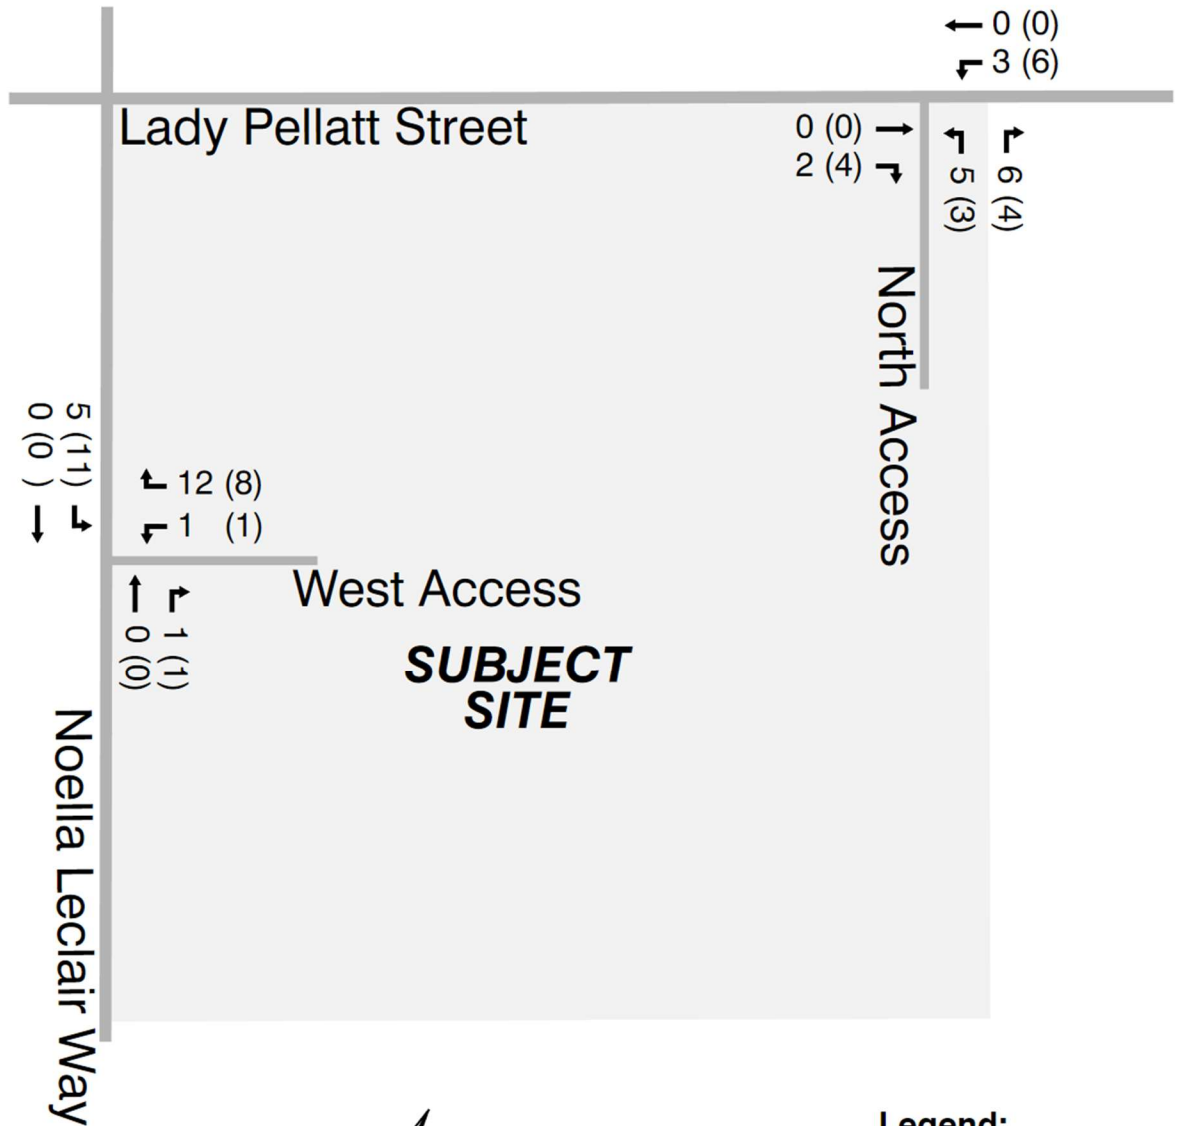 0 (0)
3 (6)
Lady Pellatt Street
0 (0)
2 (4)
5 (3)
6 (4)
North Access
5 (11)
0 (0 )
12 (8)
1 (1)
West Access
0 (0)
1 (1)
SUBJECT
SITE
Noella Leclair Way
Legend: